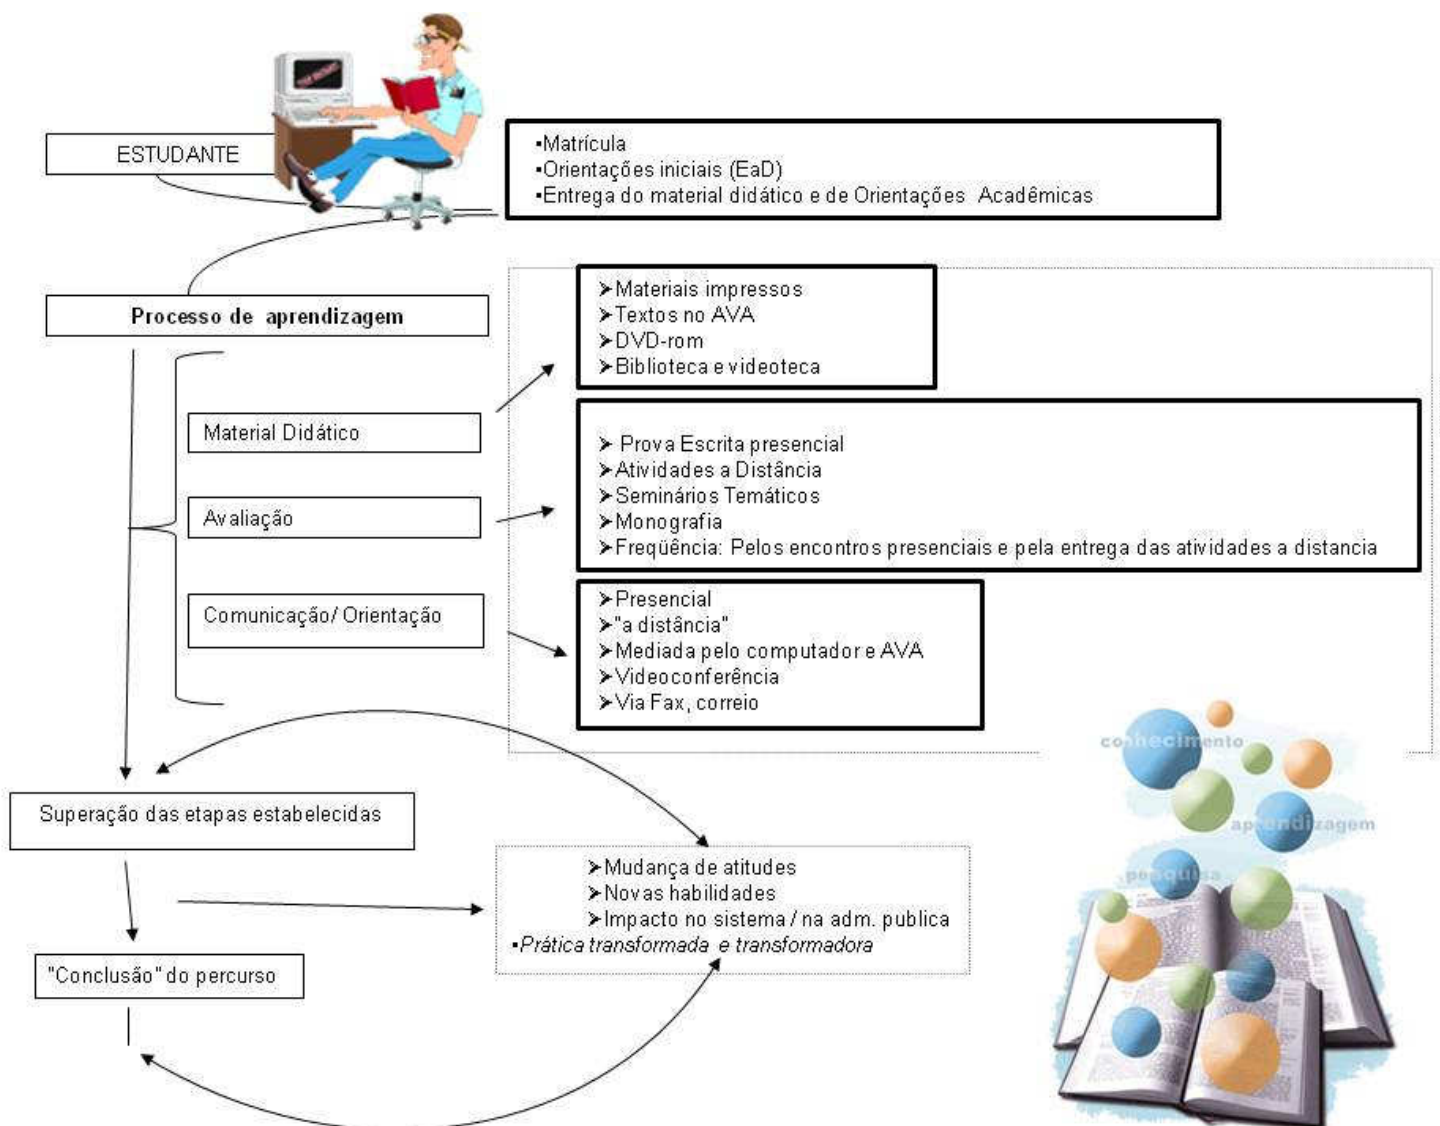 ESTUDANTE
▪Matrícula
▪Orientações iniciais (EaD)
▪Entrega do material didático e de Orientações Acadêmicas
Processo de aprendizagem
➢Materiais impressos
➢Textos no AVA
➢DVD-rom
➢Biblioteca e videoteca
Material Didático
➢Prova Escrita presencial
➢Atividades a Distância
➢Seminários Temáticos
➢Monografia
➢Freqüência: Pelos encontros presenciais e pela entrega das atividades a distancia
Avaliação
Comunicação/ Orientação
➢Presencial
➢"a distância"
➢Mediada pelo computador e AVA
➢Videoconferência
➢Via Fax, correio
Superação das etapas estabelecidas
➢Mudança de atitudes
➢Novas habilidades
➢Impacto no sistema / na adm. publica
▪Prática transformada e transformadora
"Conclusão" do percurso
conhecimento
aprendizagem
pesquisa